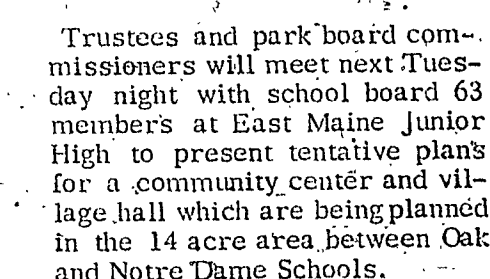 Trustees and park board com-
missioners will meet next Tues-
day night with school board 63
members at East Maine Junior
High to present tentative plans
for a community center and vil-
lage hall which are being planned
in the 14 acre area between Oak
and Notre Dame Schools.